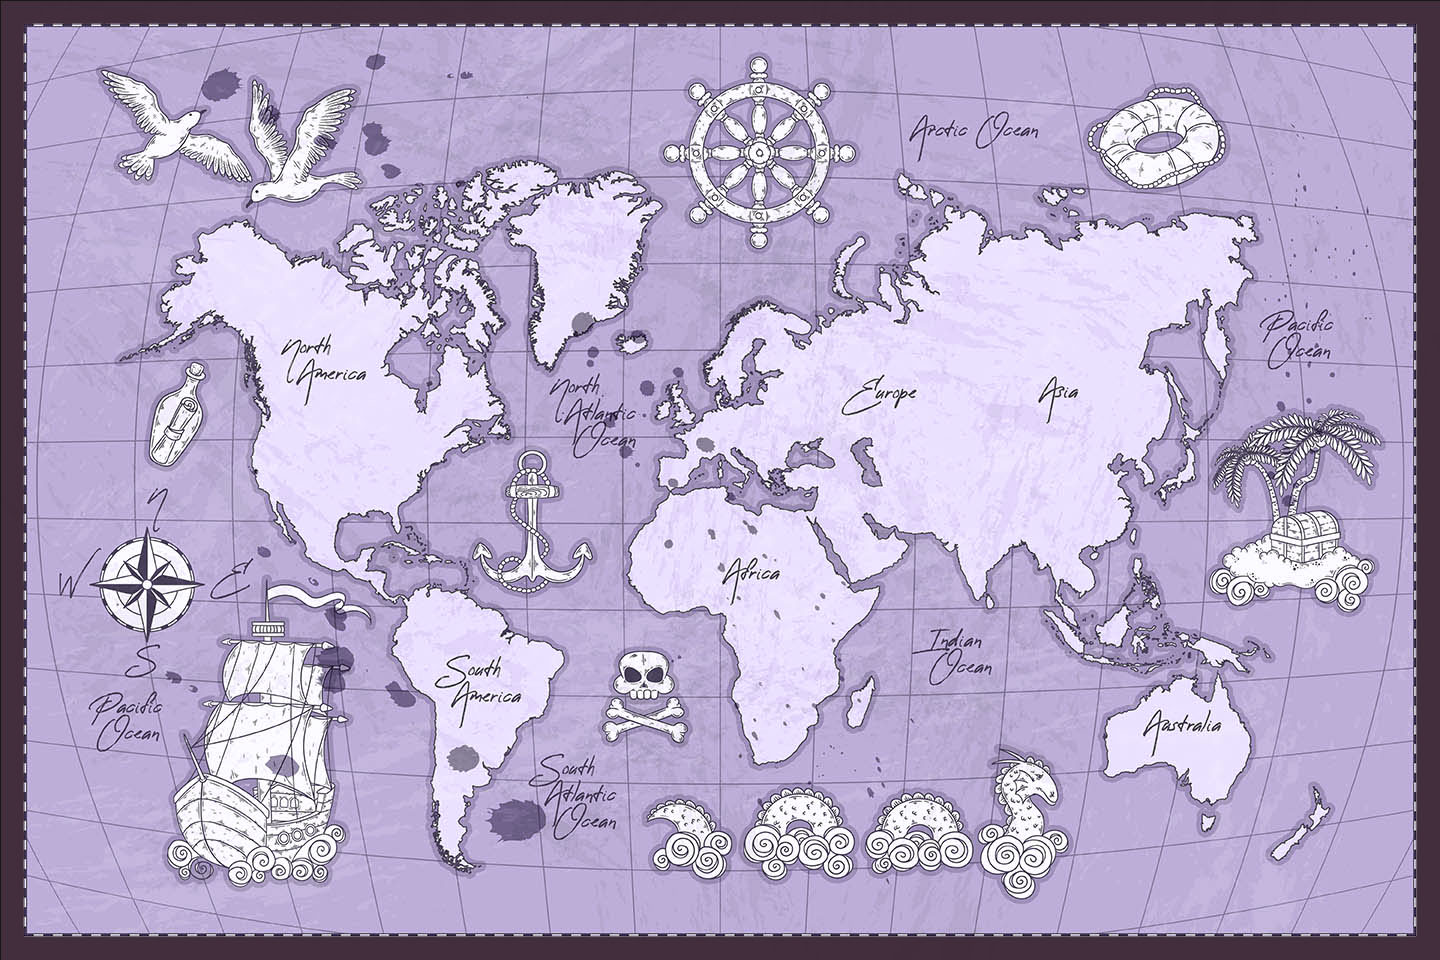 Arctic Ocean
Pacific
Ocean
North
America
North
Atlantic
Ocean
Europe
Asia
N
W
E
S
Africa
Pacific
Ocean
South
America
Indian
Ocean
Australia
South
Atlantic
Ocean